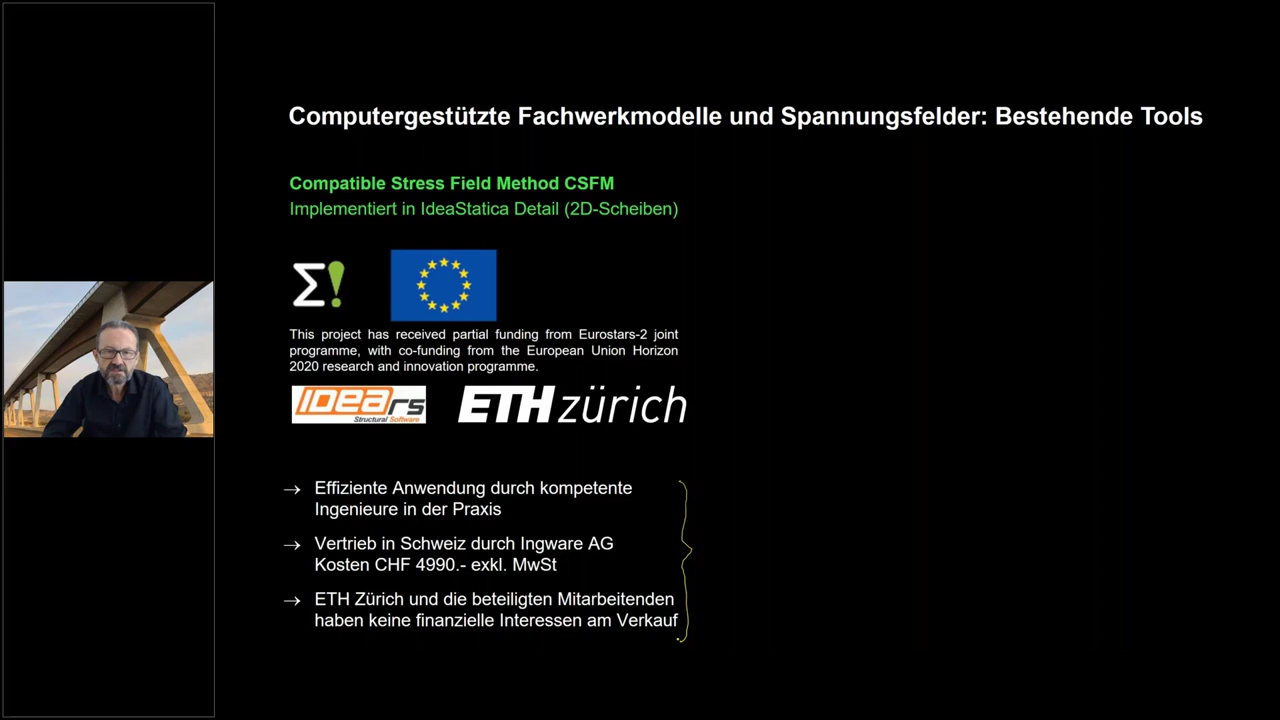 Computergestützte Fachwerkmodelle und Spannungsfelder: Bestehende Tools
Compatible Stress Field Method CSFM
Implementiert in IdeaStatica Detail (2D-Scheiben)
Σ!
This project has received partial funding from Eurostars-2 joint
programme, with co-funding from the European Union Horizon
2020 research and innovation programme.
IDEA RS
Structural Software
ETH zürich
→ Effiziente Anwendung durch kompetente
Ingenieure in der Praxis
→ Vertrieb in Schweiz durch Ingware AG
Kosten CHF 4990.- exkl. MwSt
→ ETH Zürich und die beteiligten Mitarbeitenden
haben keine finanzielle Interessen am Verkauf